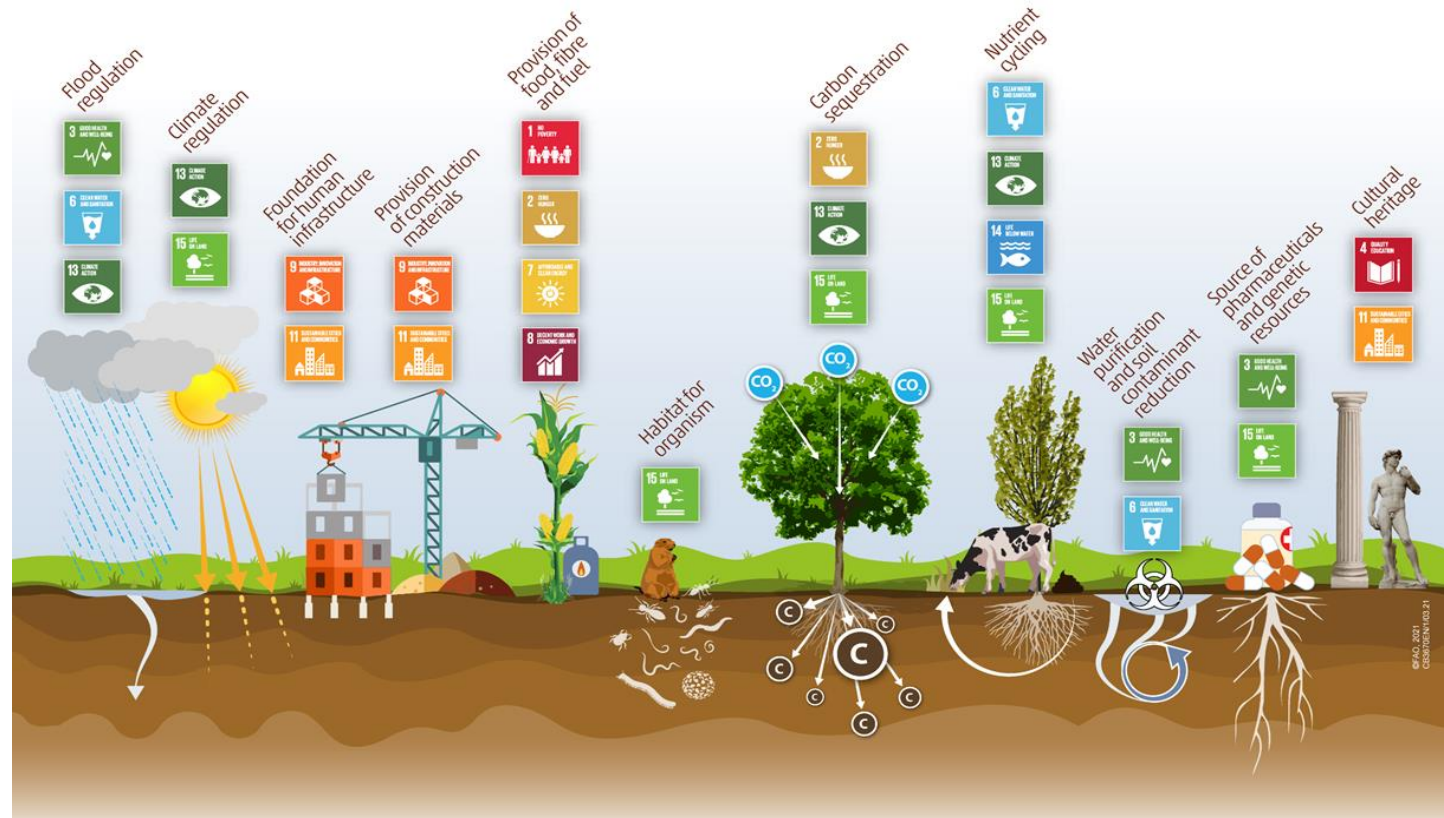 Flood
regulation
3 GOOD HEALTH
AND WELL-BEING
6 CLEAN WATER
AND SANITATION
13 CLIMATE
ACTION
Climate
regulation
13 CLIMATE
ACTION
15 LIFE
ON LAND
Foundation
for human
infrastructure
9 INDUSTRY, INNOVATION
AND INFRASTRUCTURE
11 SUSTAINABLE CITIES
AND COMMUNITIES
Provision
of construction
materials
9 INDUSTRY, INNOVATION
AND INFRASTRUCTURE
11 SUSTAINABLE CITIES
AND COMMUNITIES
Provision of
food, fibre
and fuel
1 NO
POVERTY
2 ZERO
HUNGER
7 AFFORDABLE AND
CLEAN ENERGY
8 DECENT WORK AND
ECONOMIC GROWTH
Habitat for
organism
15 LIFE
ON LAND
Carbon
sequestration
2 ZERO
HUNGER
13 CLIMATE
ACTION
15 LIFE
ON LAND
CO2
CO2
CO2
C
C
C
C
C
C
C
Nutrient
cycling
6 CLEAN WATER
AND SANITATION
13 CLIMATE
ACTION
14 LIFE
BELOW WATER
15 LIFE
ON LAND
Water
purification
and soil
contaminant
reduction
3 GOOD HEALTH
AND WELL-BEING
6 CLEAN WATER
AND SANITATION
Source of
pharmaceuticals
and genetic
resources
3 GOOD HEALTH
AND WELL-BEING
15 LIFE
ON LAND
Cultural
heritage
4 QUALITY
EDUCATION
11 SUSTAINABLE CITIES
AND COMMUNITIES
©FAO, 2021
CB3670EN/1/03.21